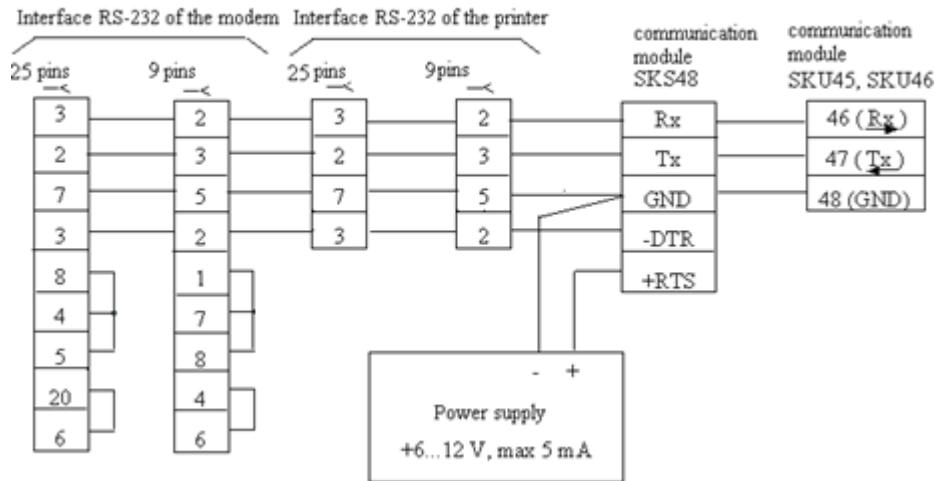 Interface RS-232 of the modem
Interface RS-232 of the printer
communication
module
SKS48
communication
module
SKU45, SKU46
25 pins
9 pins
25 pins
9pins
3
2
7
3
8
4
5
20
6
2
3
5
2
1
7
8
4
6
3
2
7
3
2
3
5
2
Rx
Tx
GND
-DTR
+RTS
46 (Rx)
47 (Tx)
48 (GND)
- +
Power supply
+6...12 V, max 5 mA